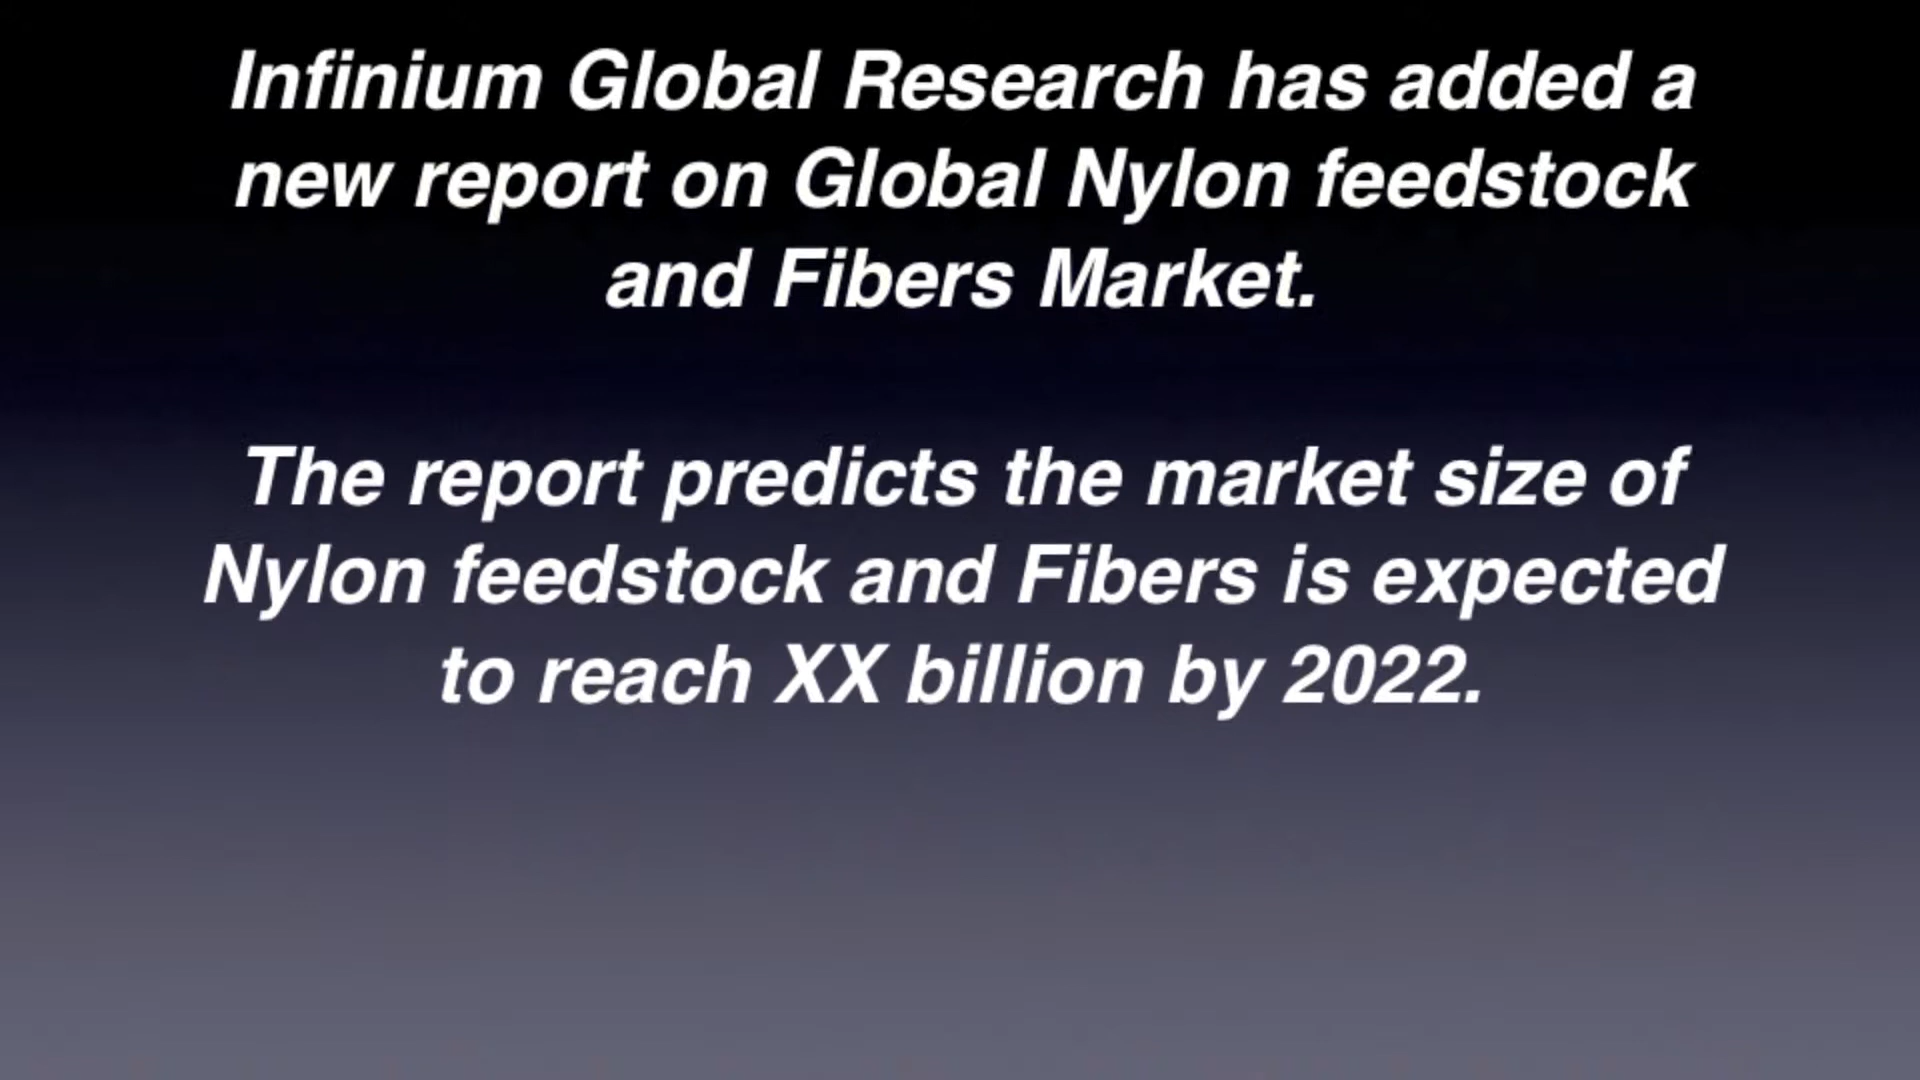 Infinium Global Research has added a
new report on Global Nylon feedstock
and Fibers Market.
The report predicts the market size of
Nylon feedstock and Fibers is expected
to reach XX billion by 2022.